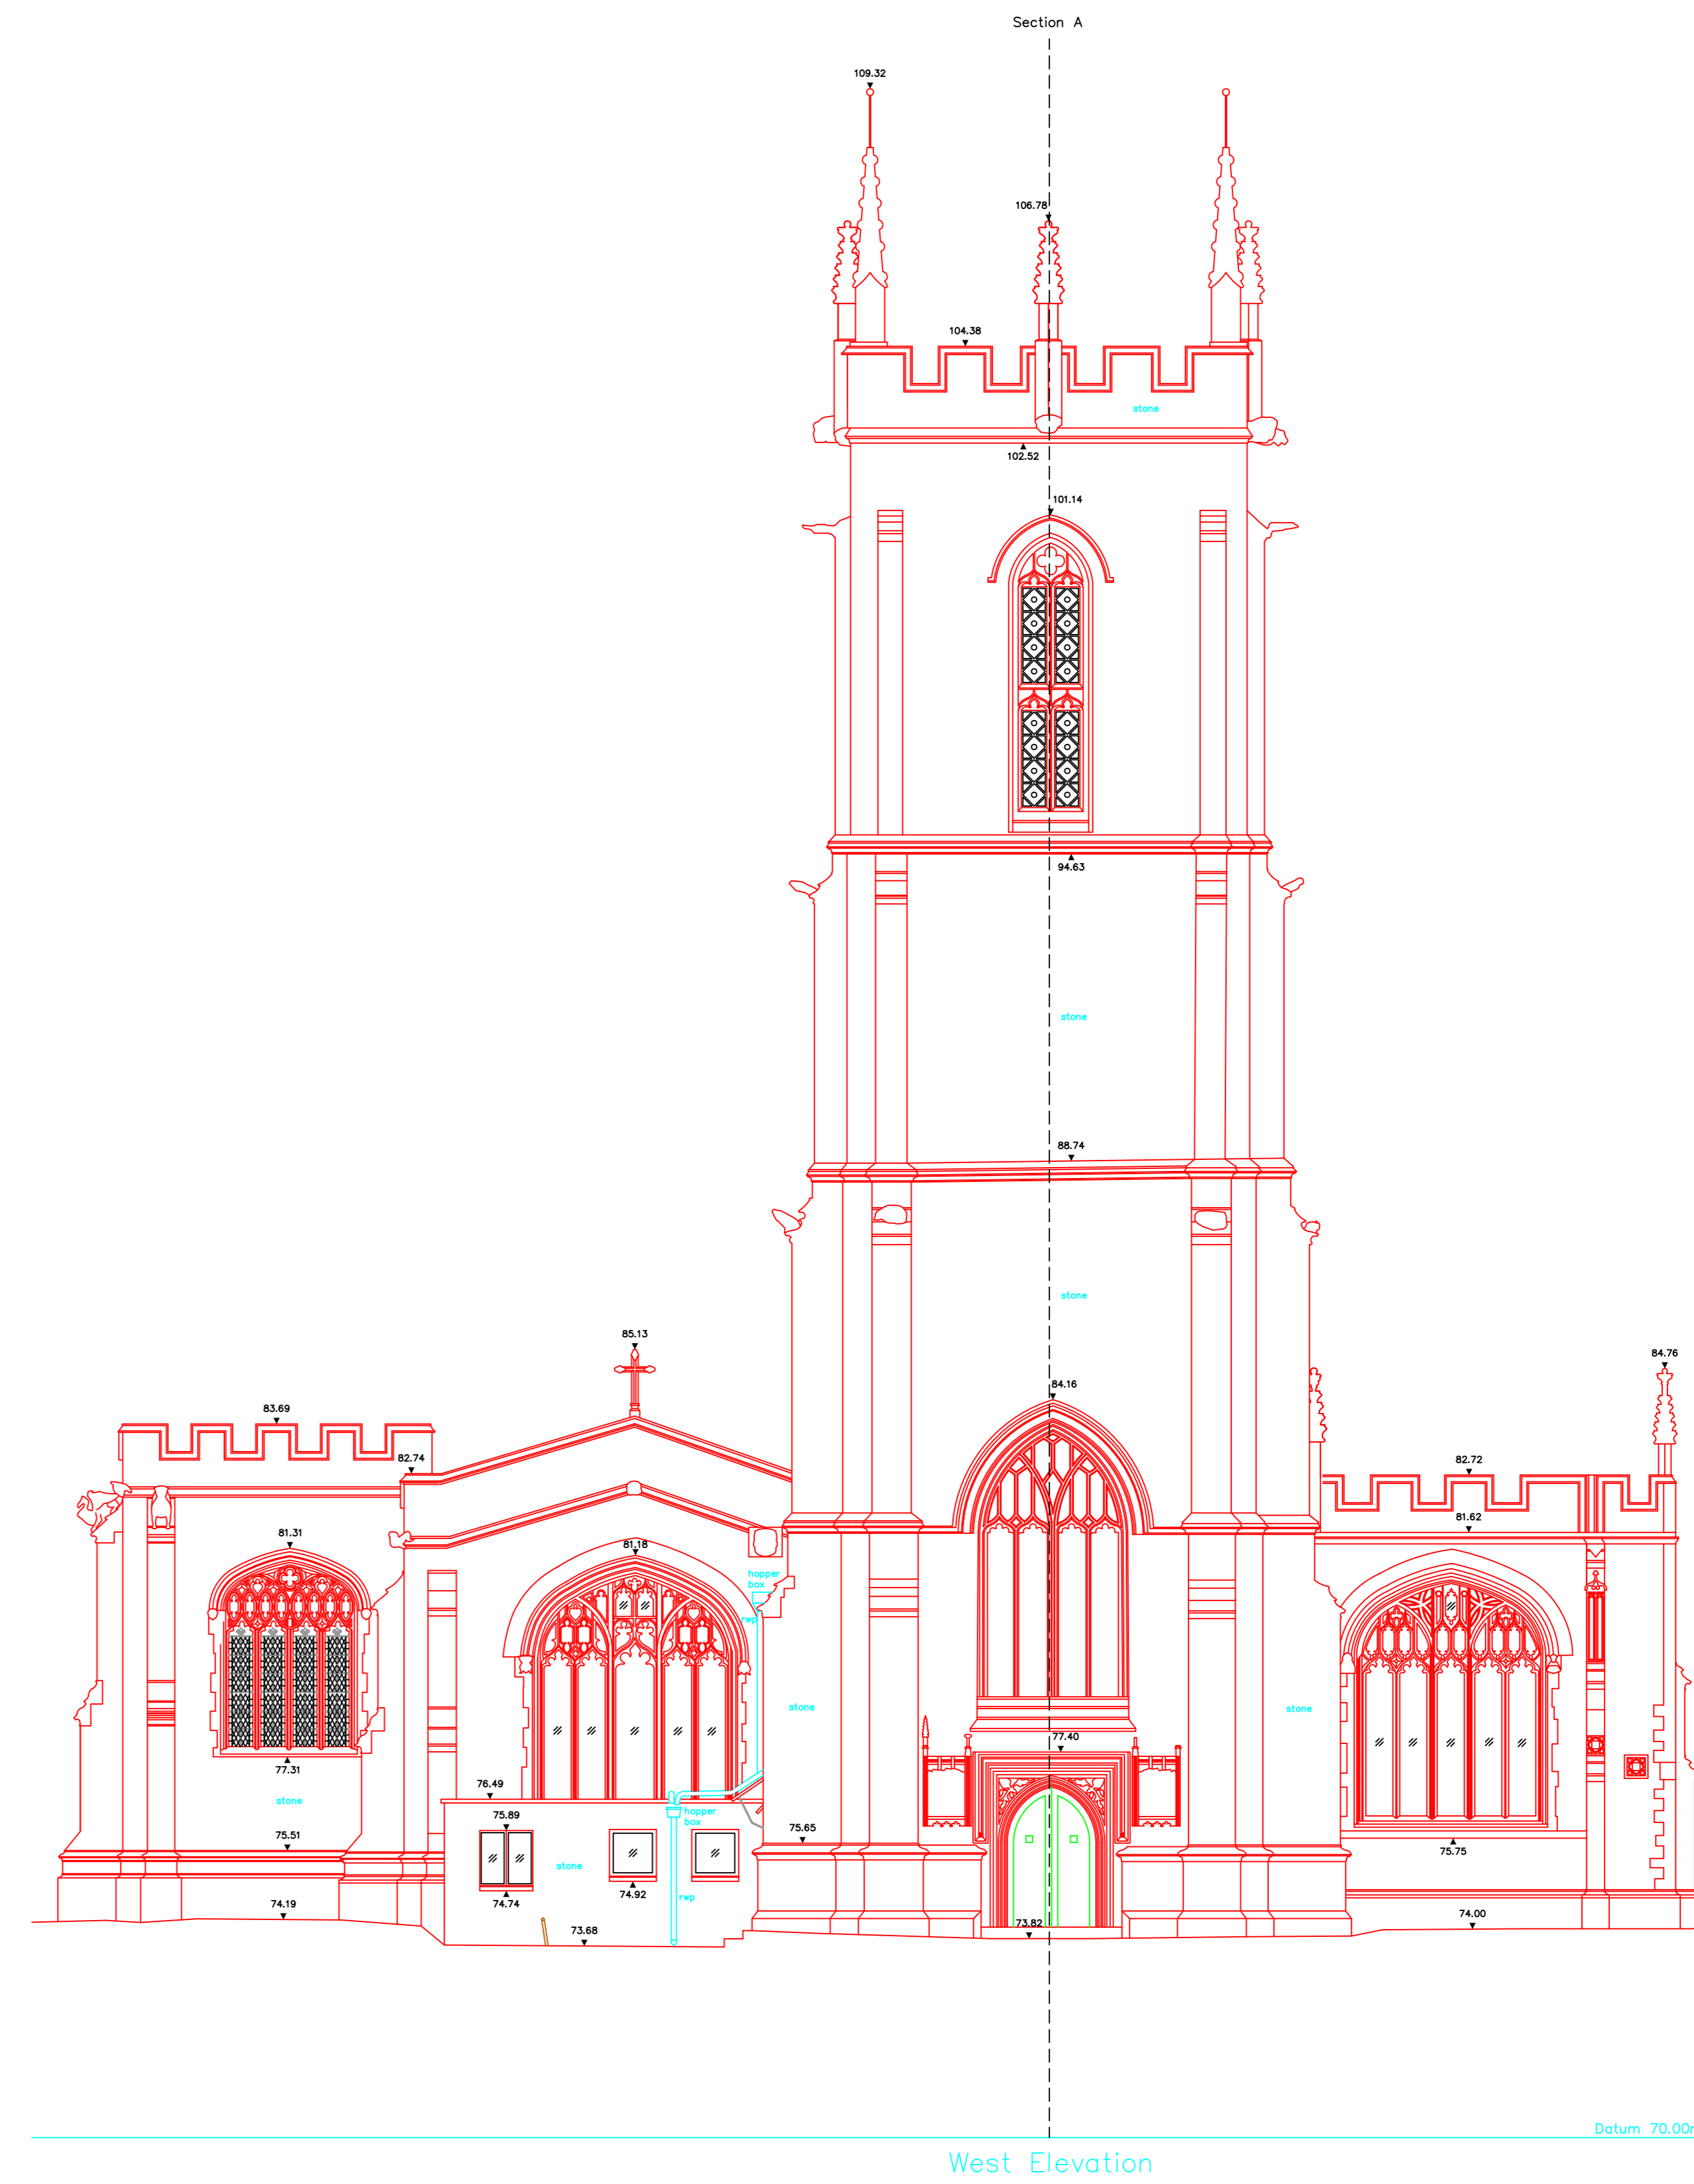 Section A
109.32
106.78
104.38
stone
102.52
101.14
94.63
stone
88.74
stone
85.13
84.76
84.16
83.69
82.74
82.72
81.62
81.31
81.18
hopper
box
rwp
stone
stone
77.40
77.31
76.49
stone
hopper
box
75.89
75.51
75.65
75.75
stone
74.92
74.74
rwp
74.19
74.00
73.82
73.68
Datum 70.00
West Elevation